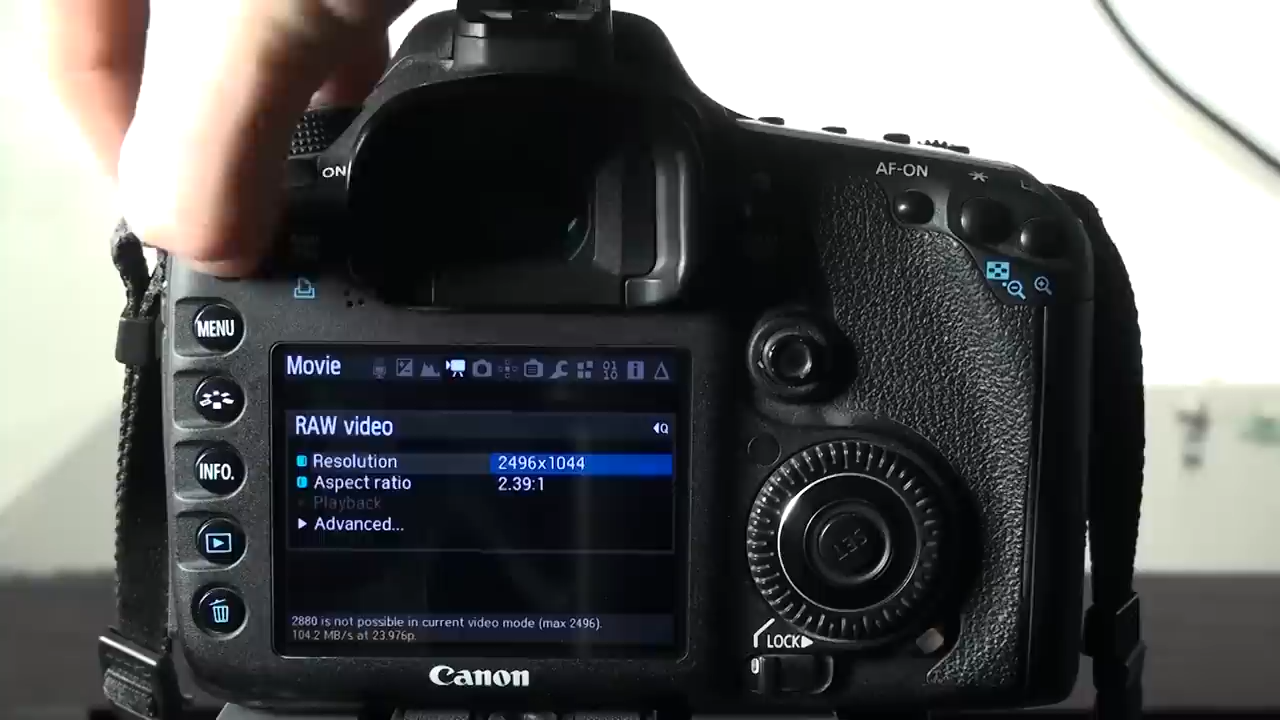 ON
AF-ON
MENU
INFO.
Movie
RAW video
Q
Resolution 2496x1044
Aspect ratio 2.39:1
Playback
Advanced...
2880 is not possible in current video mode (max 2496).
104.2 MB/s at 23.976p.
SET
LOCK
Canon